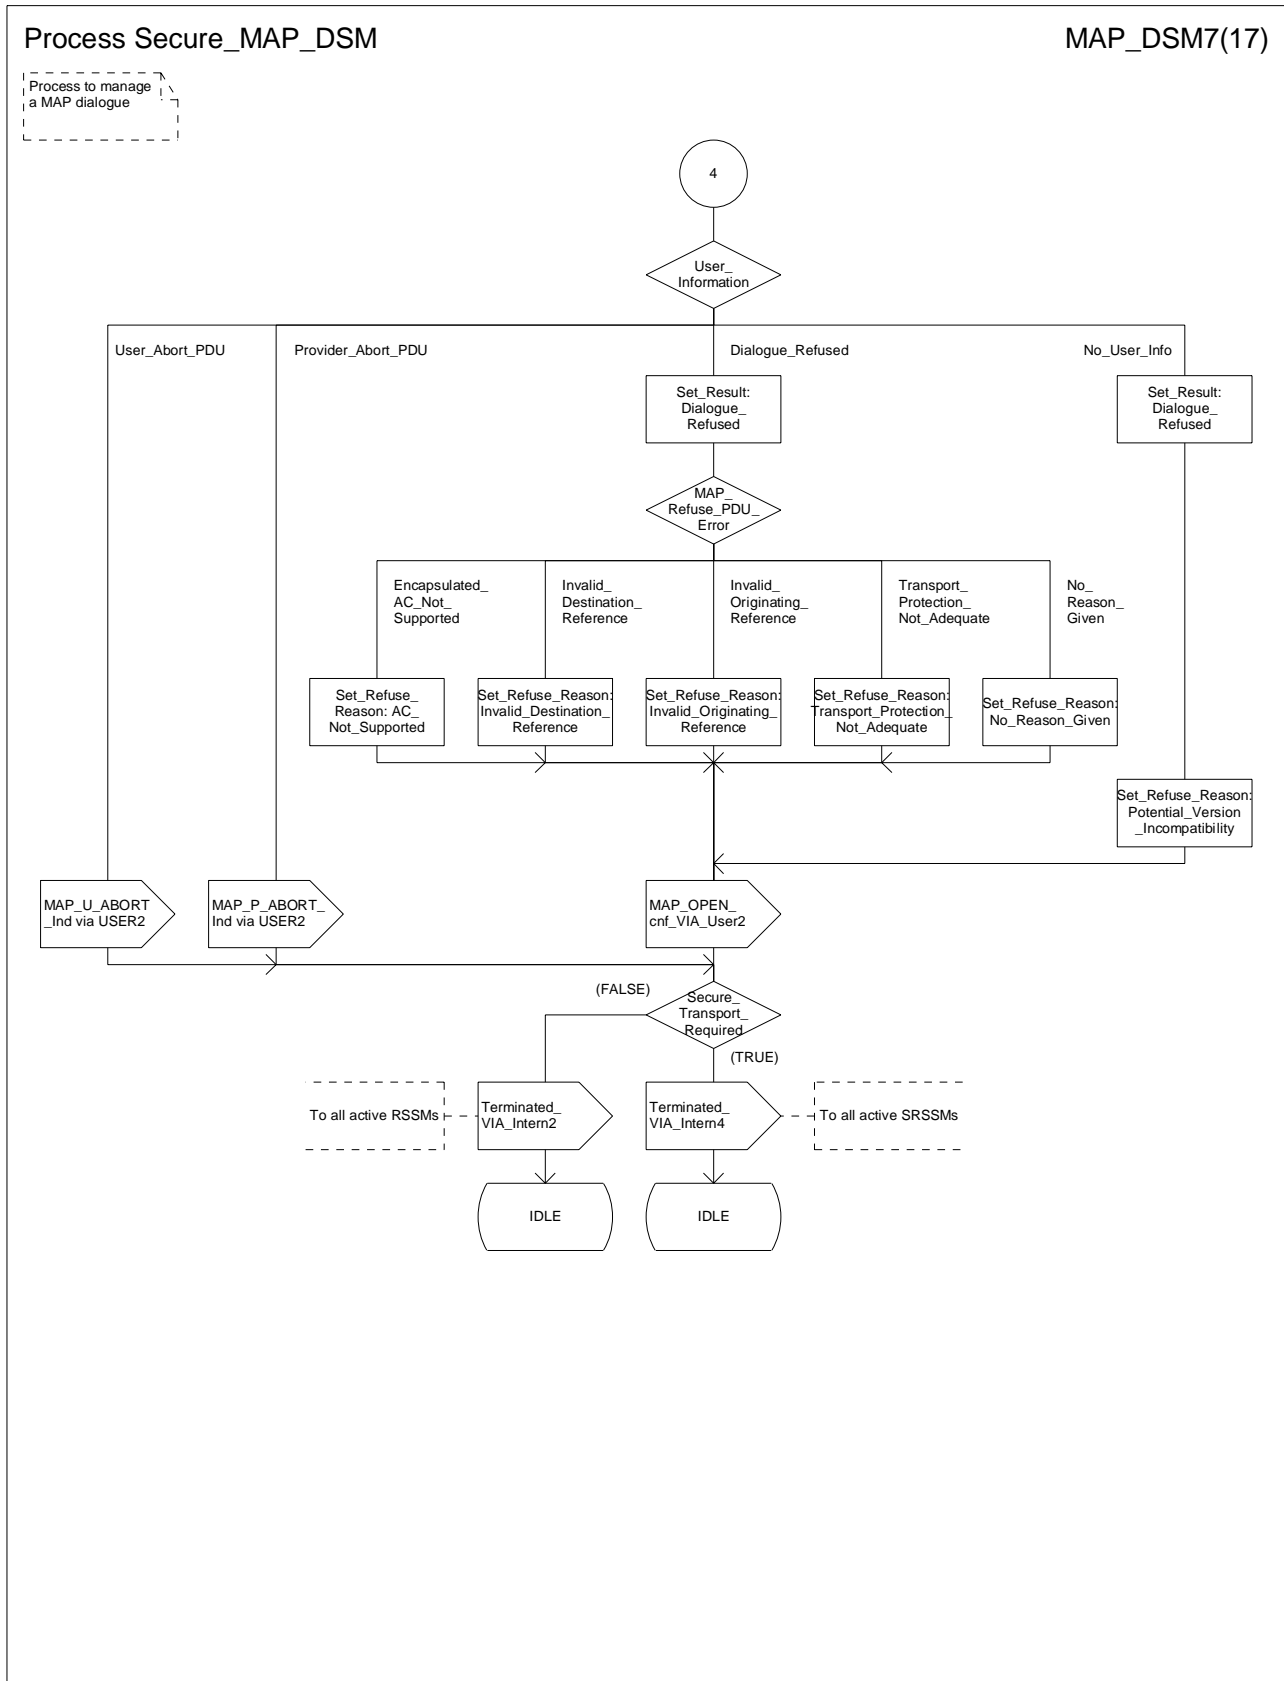 Process Secure_MAP_DSM
MAP_DSM7(17)
Process to manage
a MAP dialogue
4
User_
Information
User_Abort_PDU
Provider_Abort_PDU
Dialogue_Refused
No_User_Info
Set_Result:
Dialogue_
Refused
Set_Result:
Dialogue_
Refused
MAP_
Refuse_PDU_
Error
Encapsulated_
AC_Not_
Supported
Invalid_
Destination_
Reference
Invalid_
Originating_
Reference
Transport_
Protection_
Not_Adequate
No_
Reason_
Given
Set_Refuse_
Reason: AC_
Not_Supported
Set_Refuse_Reason:
Invalid_Destination_
Reference
Set_Refuse_Reason:
Invalid_Originating_
Reference
Set_Refuse_Reason:
Transport_Protection_
Not_Adequate
Set_Refuse_Reason:
No_Reason_Given
Set_Refuse_Reason:
Potential_Version
_Incompatibility
MAP_U_ABORT
_Ind via USER2
MAP_P_ABORT_
Ind via USER2
MAP_OPEN_
cnf_VIA_User2
(FALSE)
Secure_
Transport_
Required
(TRUE)
To all active RSSMs
Terminated_
VIA_Intern2
Terminated_
VIA_Intern4
To all active SRSSMs
IDLE
IDLE